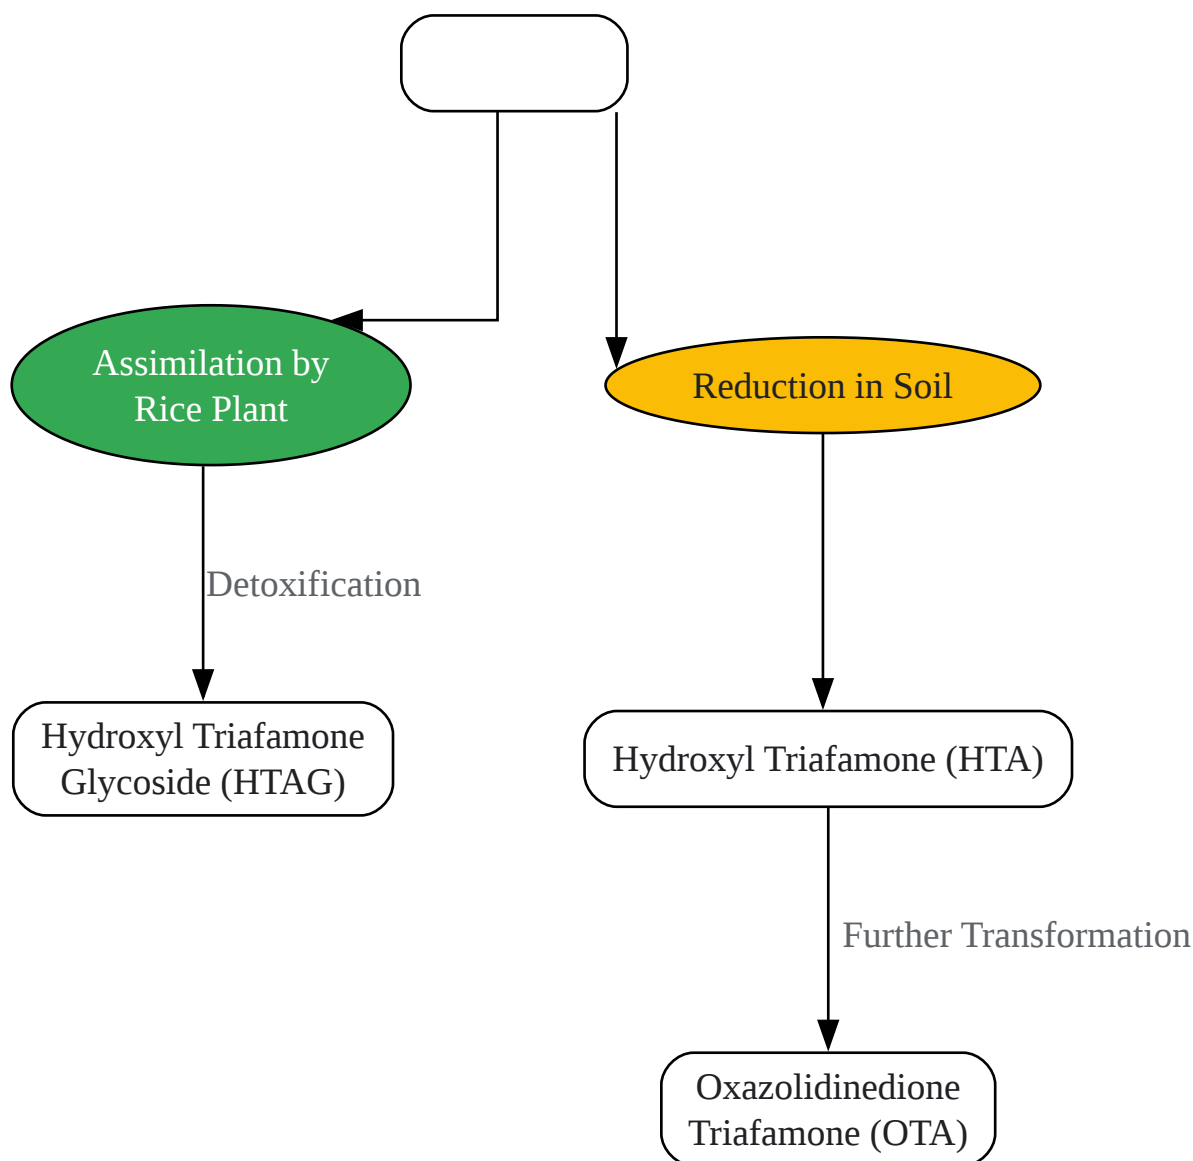 Assimilation by
Rice Plant
Reduction in Soil
Detoxification
Hydroxyl Triafamone
Glycoside (HTAG)
Hydroxyl Triafamone (HTA)
Further Transformation
Oxazolidinedione
Triafamone (OTA)